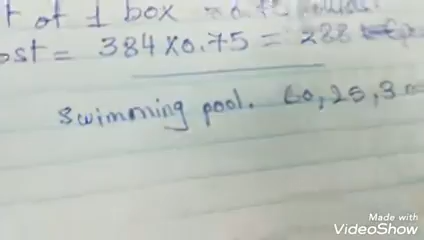 of 1 box
ost = 384 x 0.75 = 288
swimming pool. 60, 25, 3
Made with
VideoShow